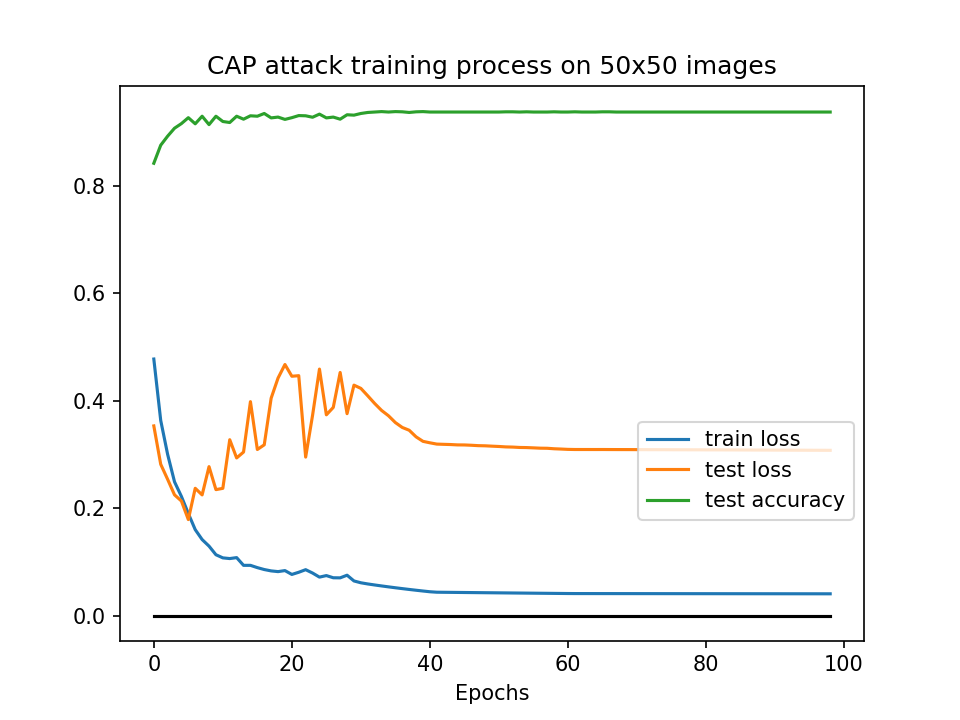 CAP attack training process on 50x50 images
0.8
0.6
0.4
0.2
0.0
train loss
test loss
test accuracy
0 20 40 60 80 100
Epochs